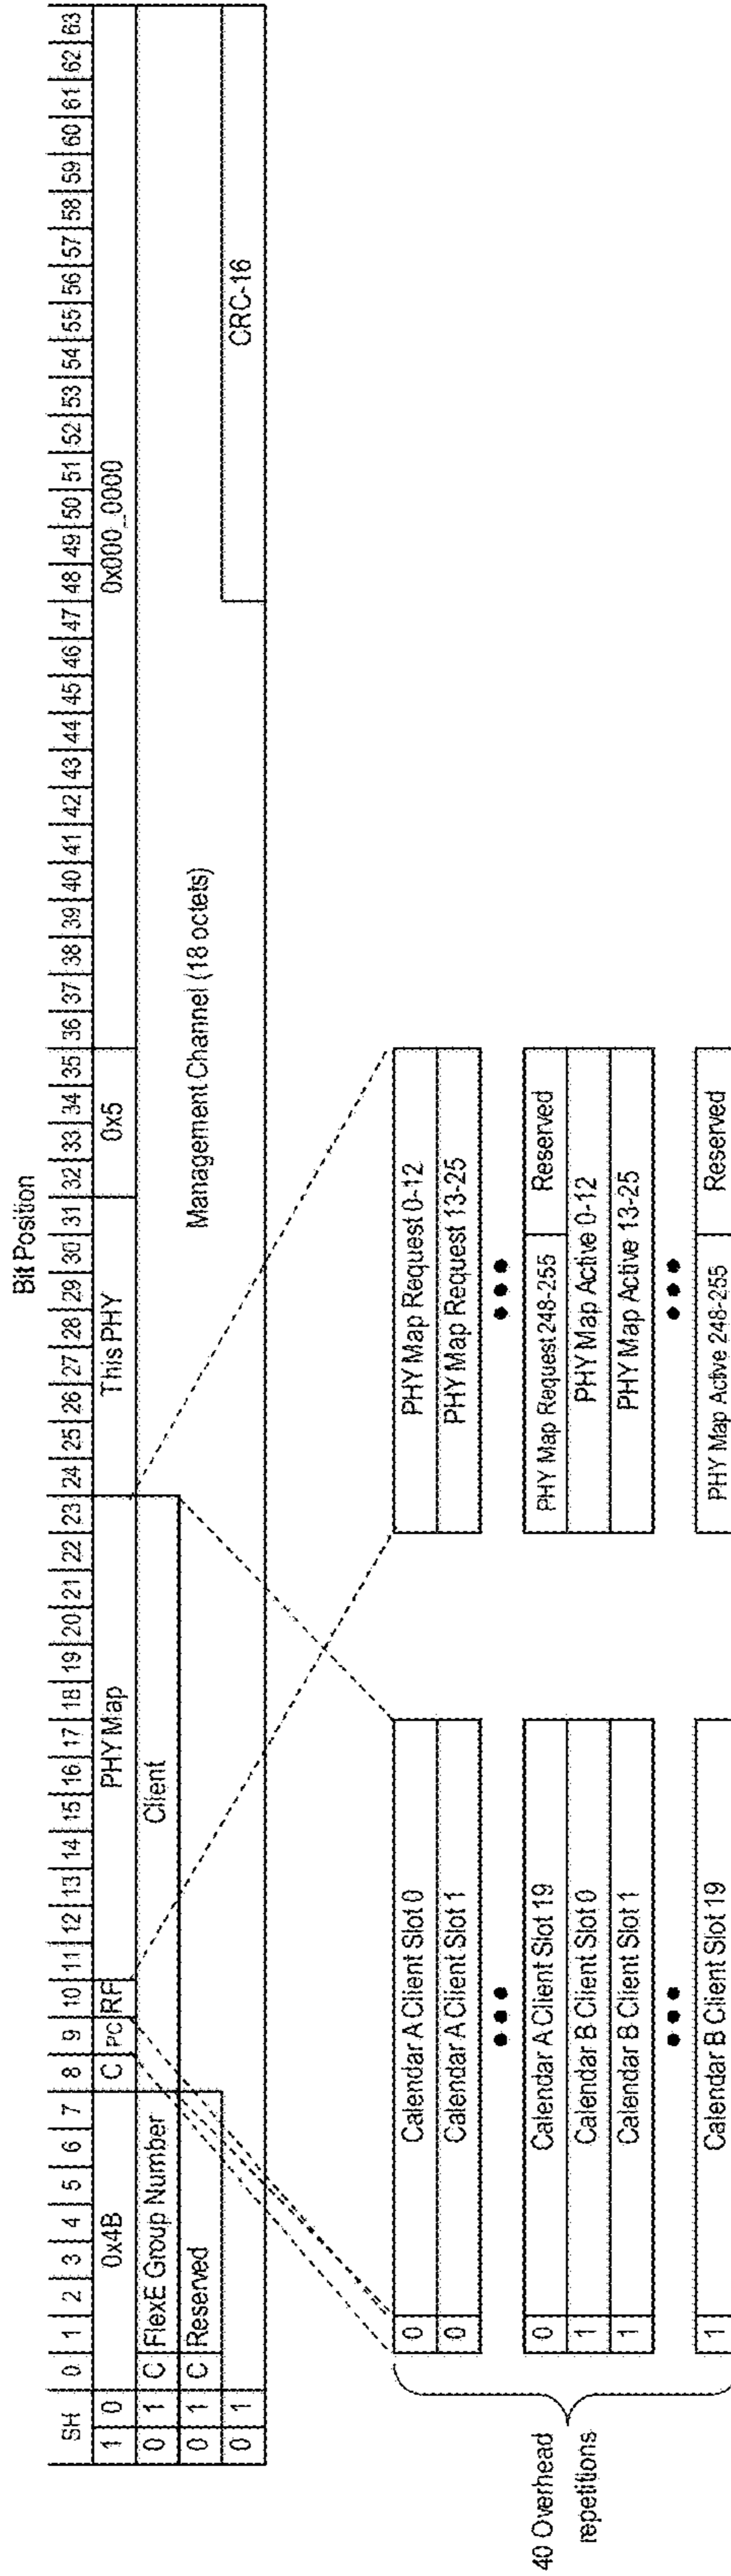 Bit Position
SH 0 1 2 3 4 5 6 7 8 9 10 11 12 13 14 15 16 17 18 19 20 21 22 23 24 25 26 27 28 29 30 31 32 33 34 35 36 37 38 39 40 41 42 43 44 45 46 47 48 49 50 51 52 53 54 55 56 57 58 59 60 61 62 63
1 0 0x4B C PC RF PHY Map This PHY 0x5 0x000_0000
0 1 C FlexE Group Number Client
0 1 C Reserved Management Channel (18 octets)
0 1 CRC-16
40 Overhead
repetitions
0 Calendar A Client Slot 0
0 Calendar A Client Slot 1
0 Calendar A Client Slot 19
1 Calendar B Client Slot 0
1 Calendar B Client Slot 1
1 Calendar B Client Slot 19
PHY Map Request 0-12
PHY Map Request 13-25
PHY Map Request 248-255 Reserved
PHY Map Active 0-12
PHY Map Active 13-25
PHY Map Active 248-255 Reserved